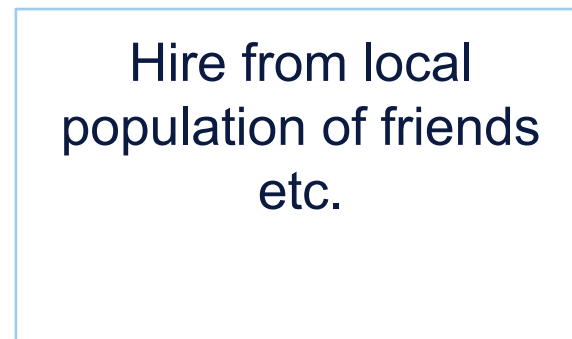 Hire from local
population of friends
etc.